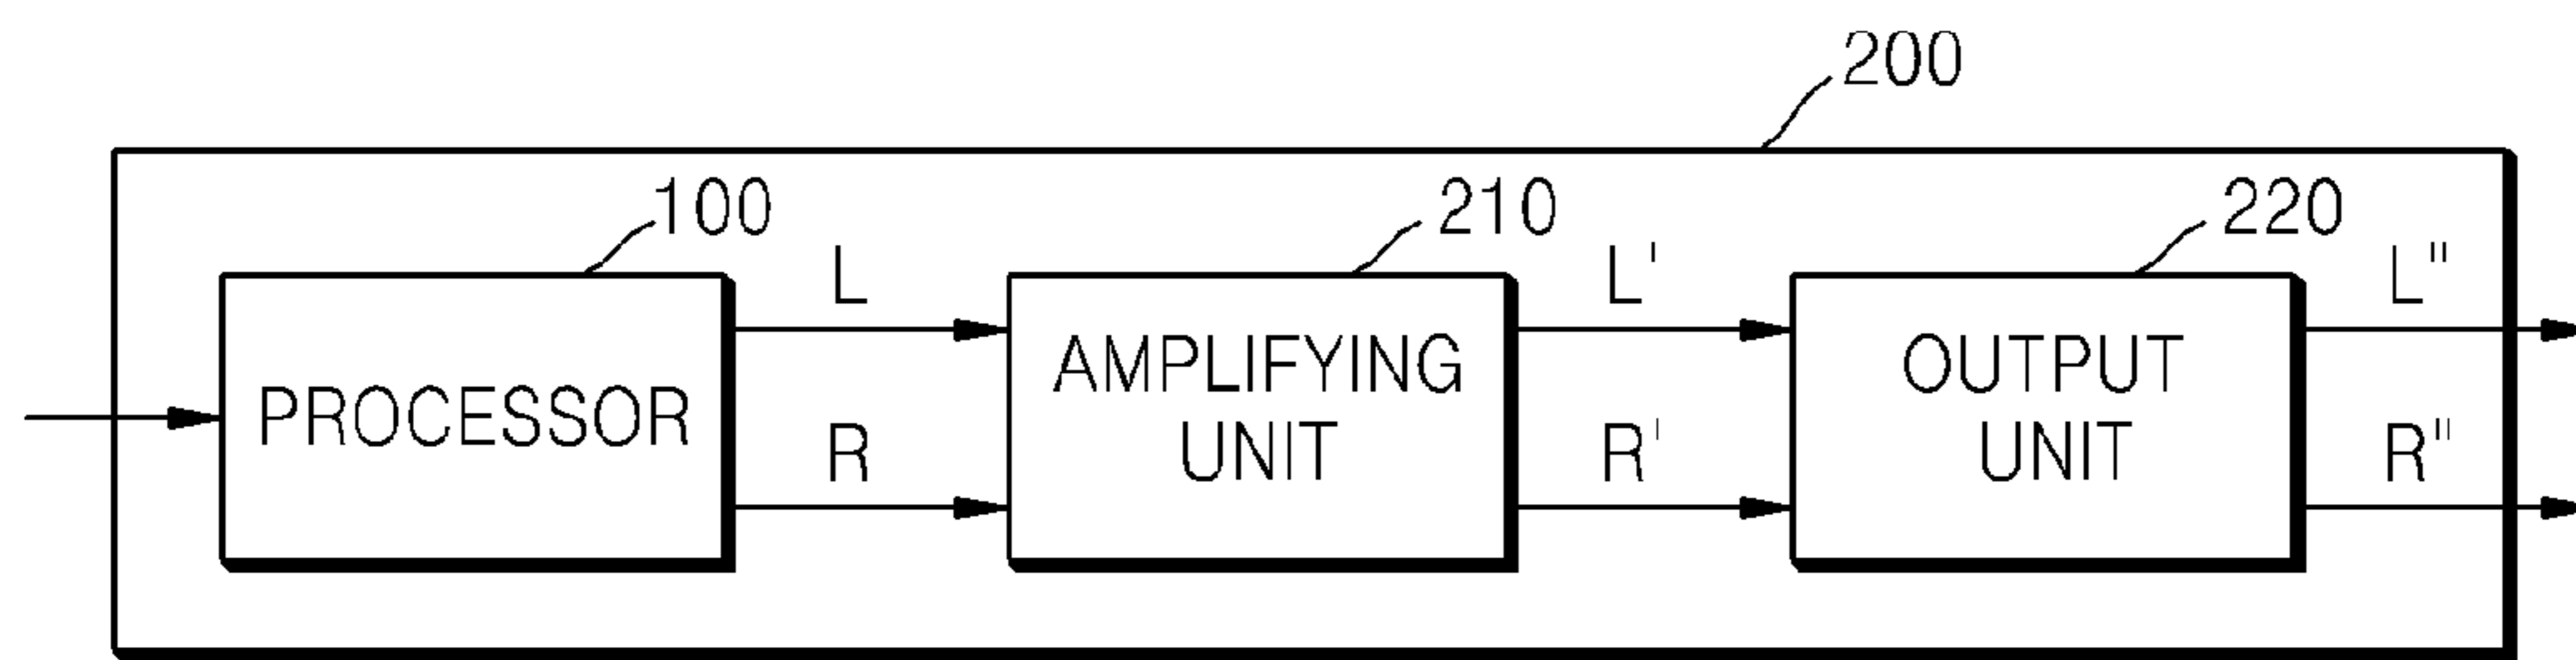 200
100
210
220
L
L'
L"
PROCESSOR
AMPLIFYING
UNIT
OUTPUT
UNIT
R
R'
R"